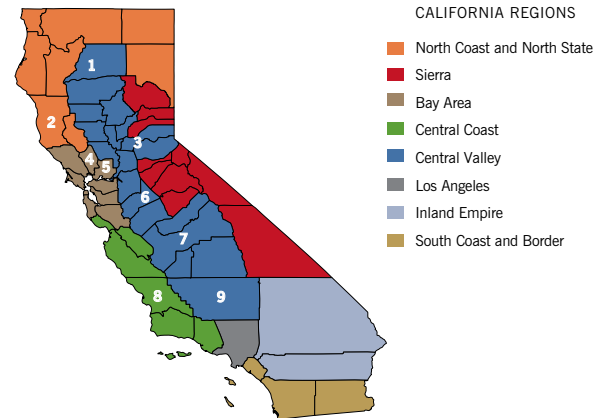 CALIFORNIA REGIONS
North Coast and North State
Sierra
Bay Area
Central Coast
Central Valley
Los Angeles
Inland Empire
South Coast and Border
1
2
3
4
5
6
7
8
9